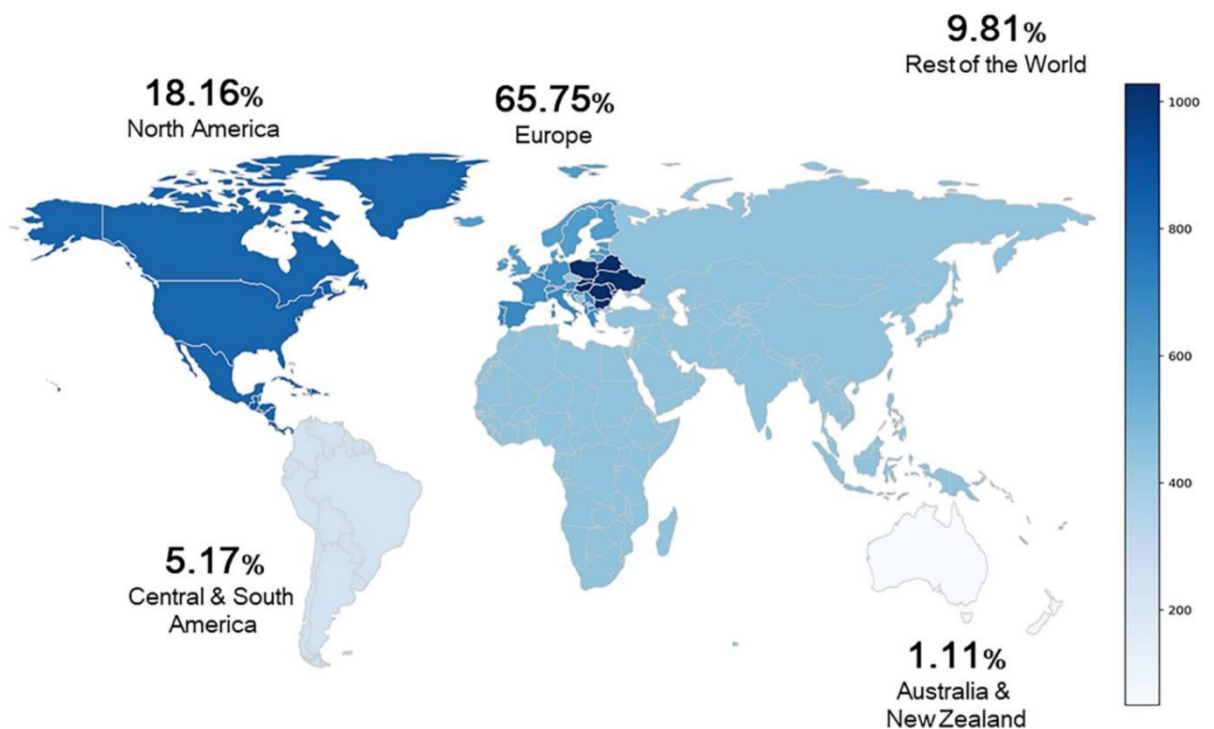 9.81%
Rest of the World
18.16%
North America
65.75%
Europe
1000
800
600
400
200
5.17%
Central & South
America
1.11%
Australia &
New Zealand